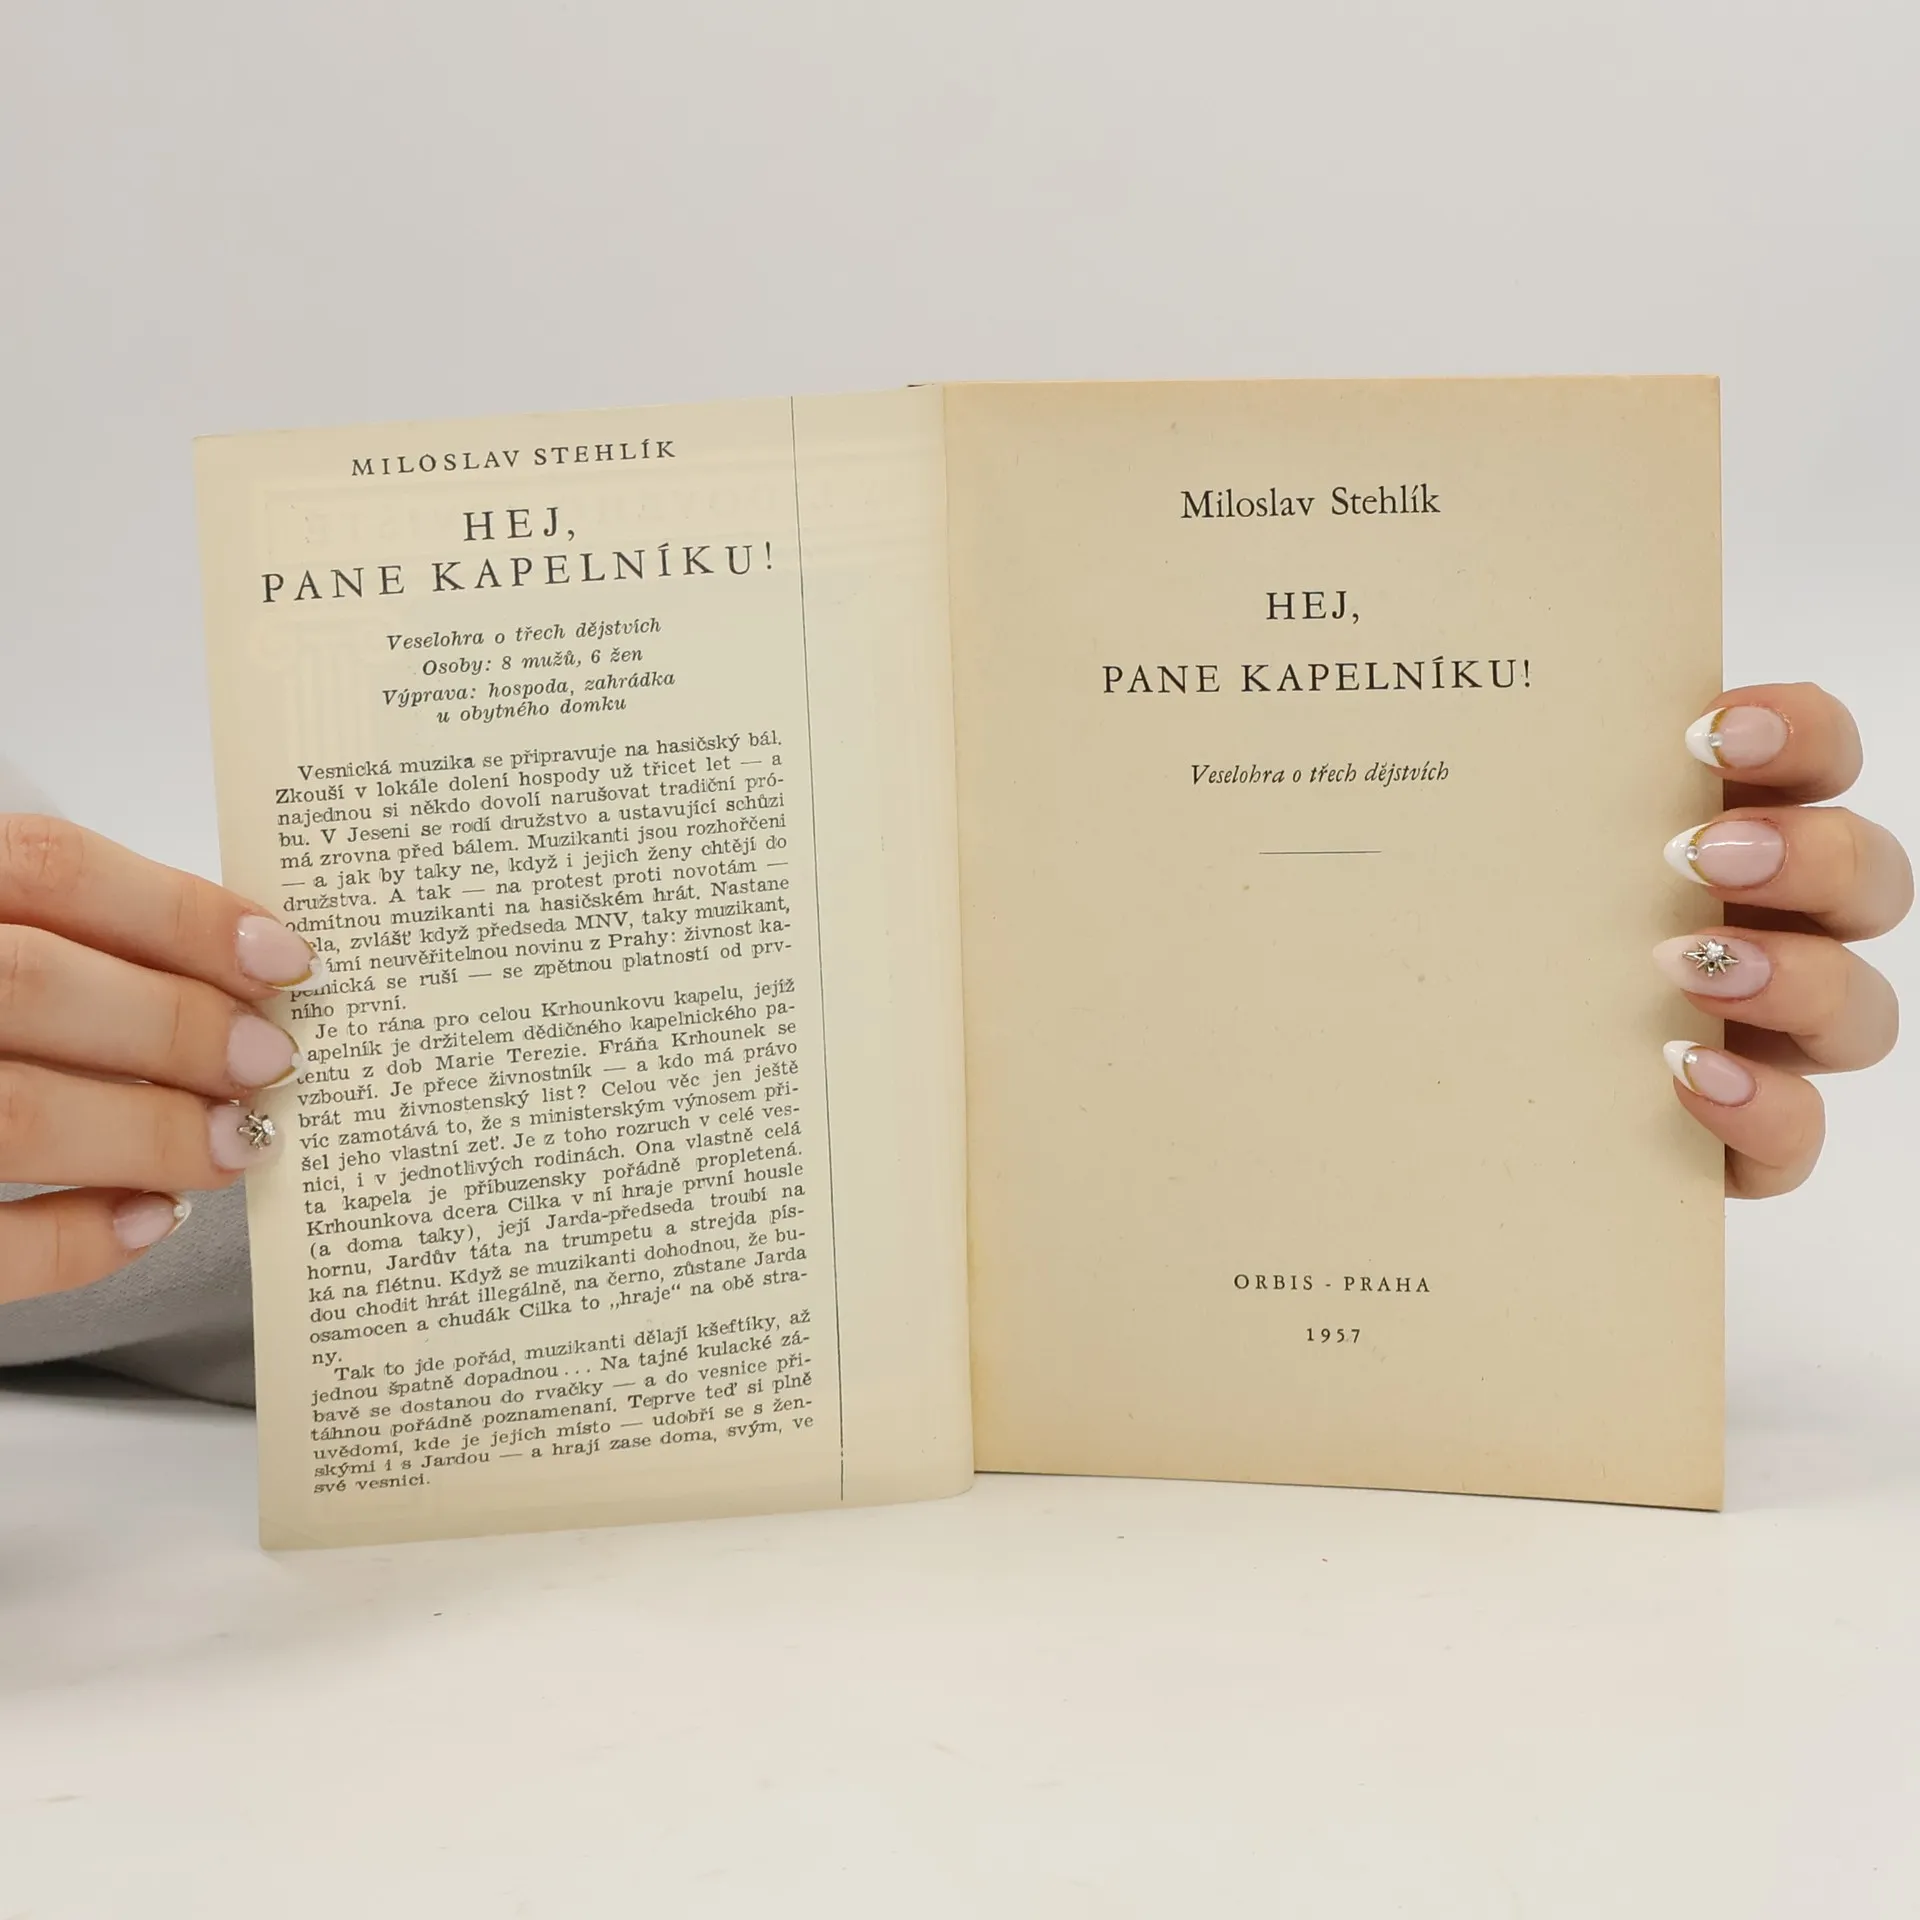 MILOSLAV STEHLÍK
HEJ,
PANE KAPELNÍKU!
Veselohra o třech dějstvích
Osoby: 8 mužů, 6 žen
Výprava: hospoda, zahrádka
u obytného domku
Vesnická muzika se připravuje na hasičský bál.
Zkouší v lokále dolení hospody už třicet let — a
najednou si někdo dovolí narušovat tradiční pró-
bu. V Jeseni se rodí družstvo a ustavující schůzi
má zrovna před bálem. Muzikanti jsou rozhořčeni
— a jak by taky ne, když i jejich ženy chtějí do
družstva. A tak — na protest proti novotám —
odmítnou muzikanti na hasičském hrát. Nastane
ela, zvlášť když předseda MNV, taky muzikant,
ámí neuvěřitelnou novinu z Prahy: živnost ka-
pelnická se ruší — se zpětnou platností od prv-
ního první.
Je to rána pro celou Krhounkovu kapelu, jejíž
kapelník je držitelem dědičného kapelnického pa-
tentu z dob Marie Terezie. Fráňa Krhounek se
vzbouří. Je přece živnostník — a kdo má právo
brát mu živnostenský list? Celou věc jen ještě
víc zamotává to, že s ministerským výnosem při-
šel jeho vlastní zeť. Je z toho rozruch v celé ves-
nici, i v jednotlivých rodinách. Ona vlastně celá
ta kapela je příbuzensky pořádně propletená.
Krhounkova dcera Cilka v ní hraje první housle
(a doma taky), její Jarda-předseda troubí na
hornu, Jardův táta na trumpetu a strejda pís-
ká na flétnu. Když se muzikanti dohodnou, že bu-
dou chodit hrát illegálně, na černo, zůstane Jarda
osamocen a chudák Cilka to „hraje“ na obě stra-
ny.
Tak to jde pořád, muzikanti dělají kšeftíky, až
jednou špatně dopadnou... Na tajné kulacké zá-
bavě se dostanou do rvačky — a do vesnice při-
táhnou pořádně poznamenaní. Teprve teď si plně
uvědomí, kde je jejich místo — udobří se s žen-
skými i s Jardou — a hrají zase doma, svým, ve
své vesnici.
Miloslav Stehlík
HEJ,
PANE KAPELNÍKU!
Veselohra o třech dějstvích
ORBIS - PRAHA
1957